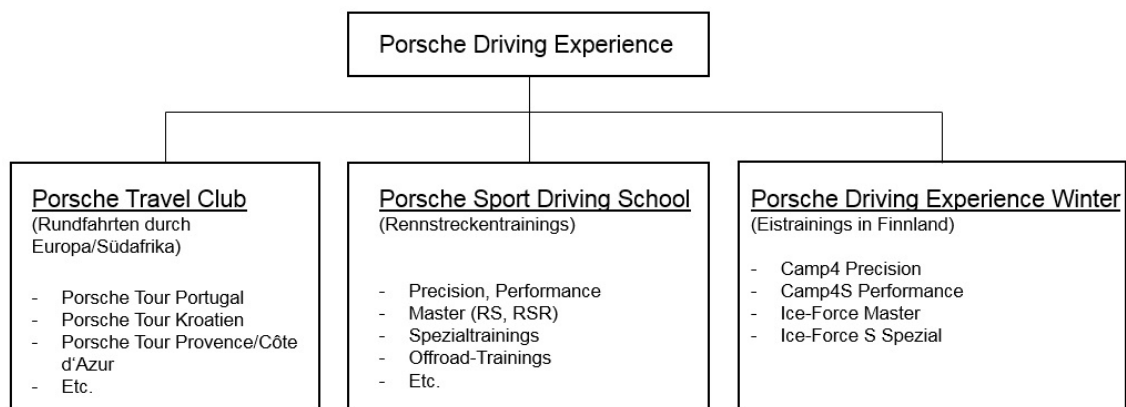 Porsche Driving Experience
Porsche Travel Club
(Rundfahrten durch
Europa/Südafrika)
- Porsche Tour Portugal
- Porsche Tour Kroatien
- Porsche Tour Provence/Côte
d‘Azur
- Etc.
Porsche Sport Driving School
(Rennstreckentrainings)
- Precision, Performance
- Master (RS, RSR)
- Spezialtrainings
- Offroad-Trainings
- Etc.
Porsche Driving Experience Winter
(Eistrainings in Finnland)
- Camp4 Precision
- Camp4S Performance
- Ice-Force Master
- Ice-Force S Spezial